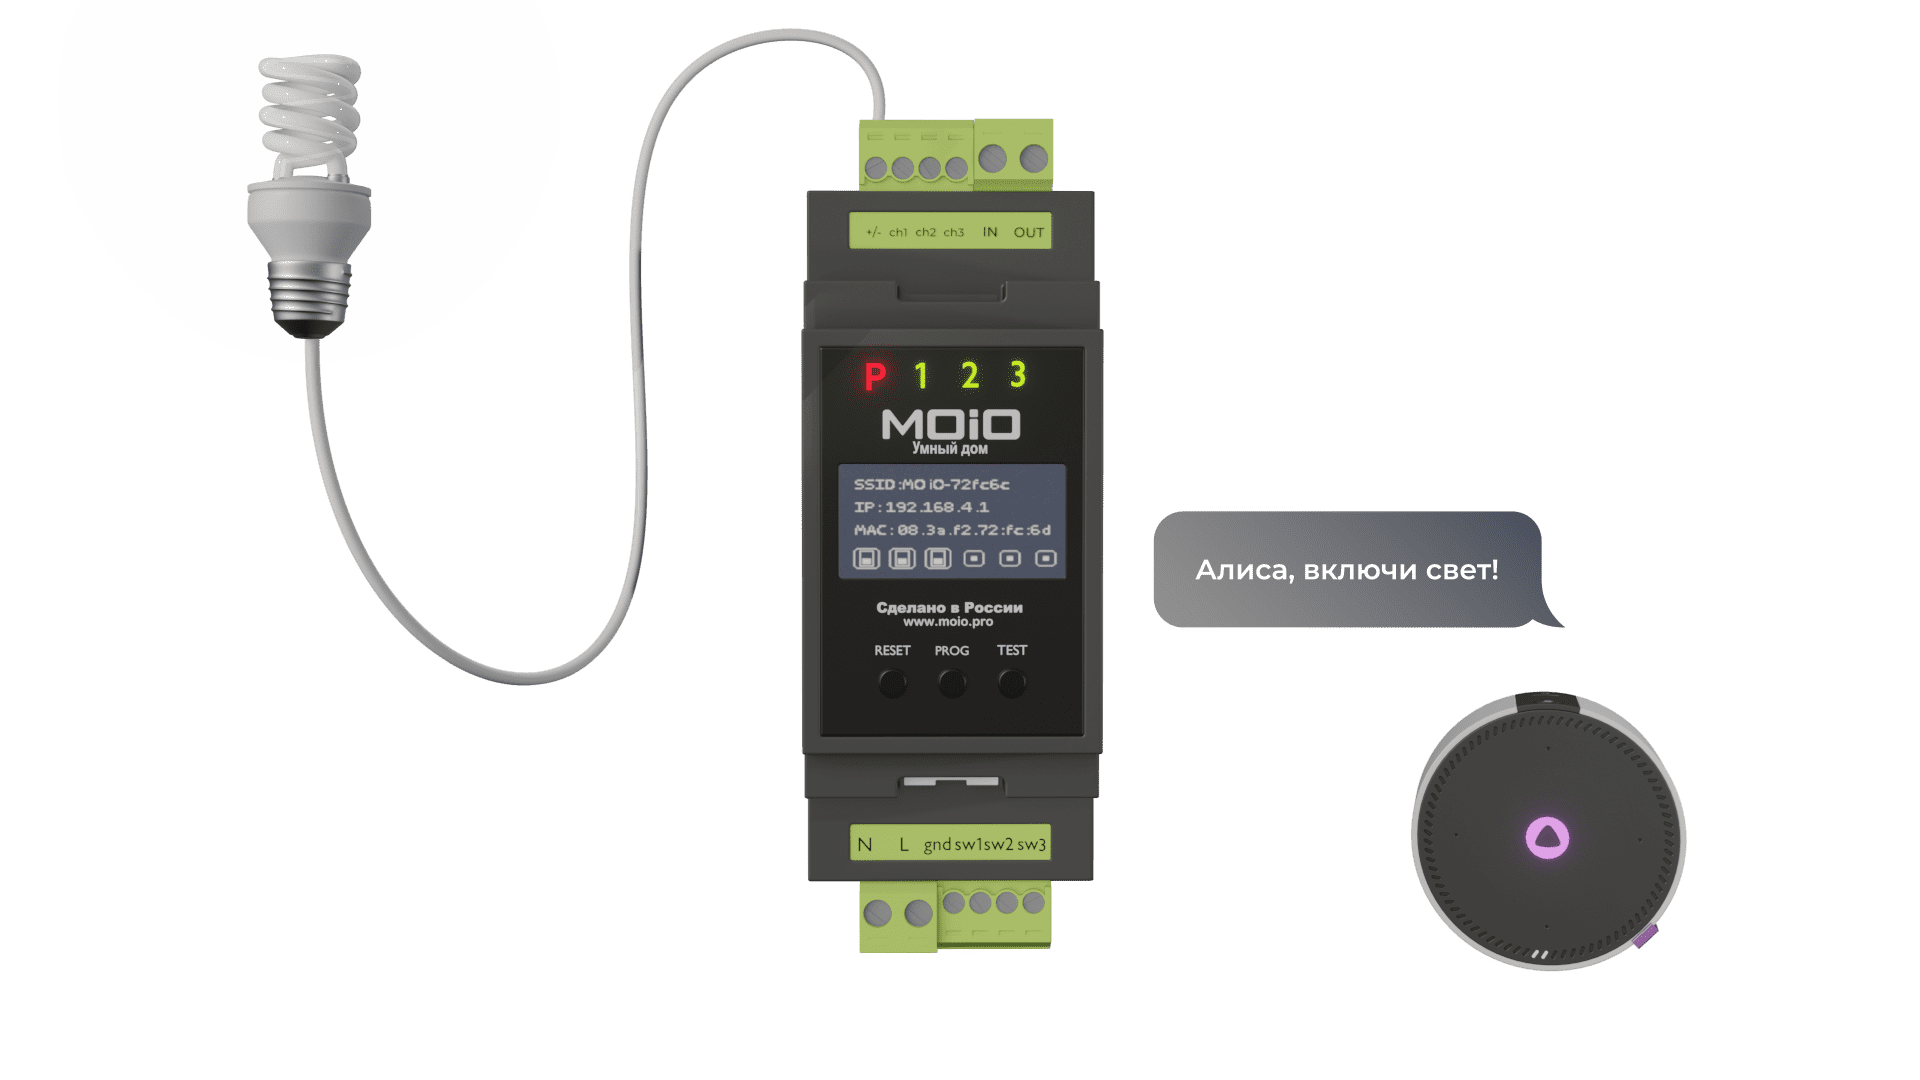 +/- ch1 ch2 ch3 IN OUT
P 1 2 3
MOiO
Умный дом
SSID:MOiO-72fc6c
IP:192.168.4.1
MAC:08.3a.f2.72:fc:6d
Сделано в России
www.moio.pro
RESET PROG TEST
N L gnd sw1 sw2 sw3
Алиса, включи свет!